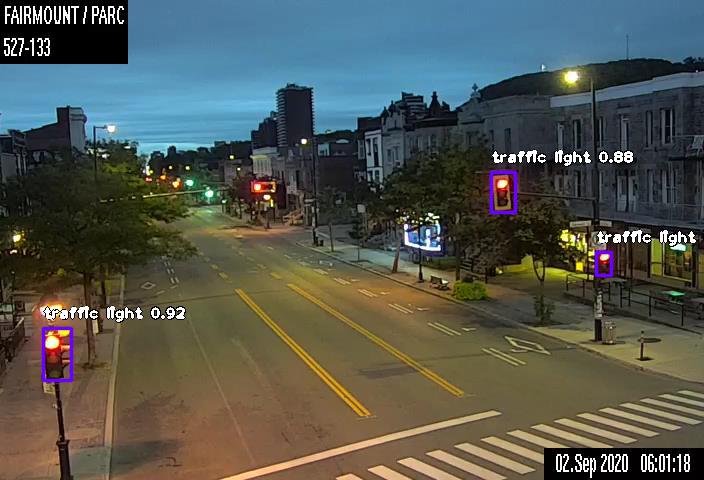 FAIRMOUNT / PARC
527-133
traffic light 0.88
traffic light
traffic light 0.92
02.Sep 2020 06:01:18